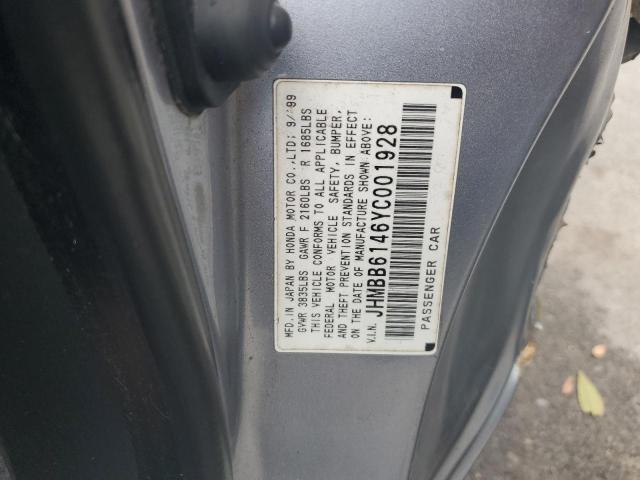 MFD. IN JAPAN BY HONDA MOTOR CO., LTD; 9/'99
GVWR 3835LBS GAWR F 2160LBS R 1685LBS
THIS VEHICLE CONFORMS TO ALL APPLICABLE
FEDERAL MOTOR VEHICLE SAFETY, BUMPER,
AND THEFT PREVENTION STANDARDS IN EFFECT
ON THE DATE OF MANUFACTURE SHOWN ABOVE:
V.I.N. JHMBB6146YC001928
PASSENGER CAR